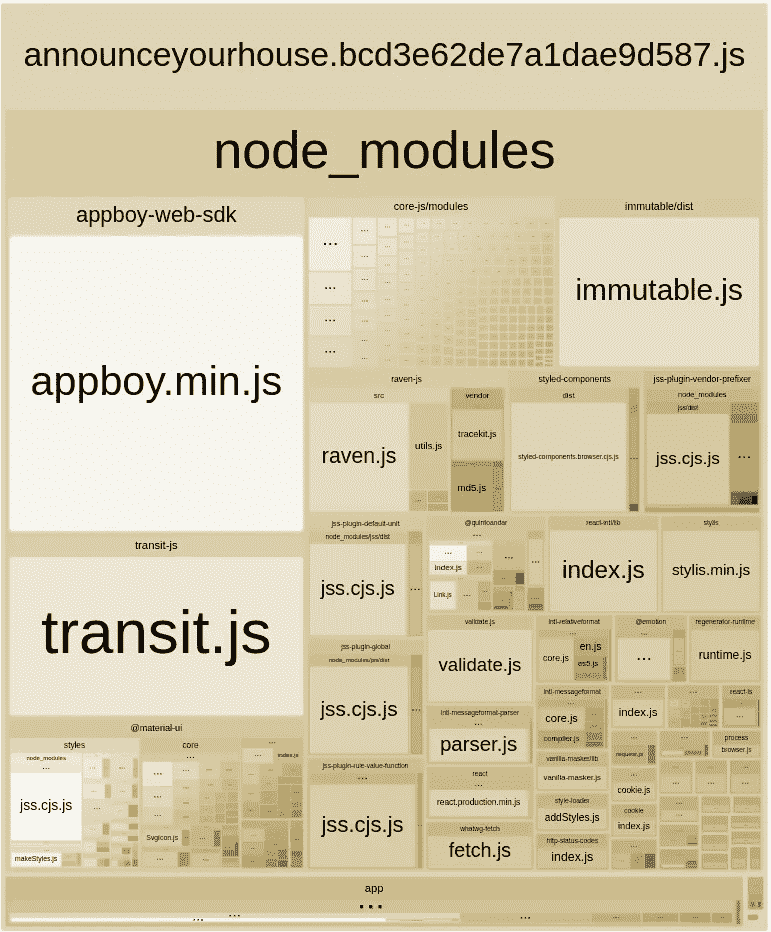 announceyourhouse.bcd3e62de7a1dae9d587.js
node_modules
appboy-web-sdk
appboy.min.js
transit-js
transit.js
@material-ui
styles
node_modules
...
jss.cjs.js
makeStyles.js
core
...
SvgIcon.js
...
index.js
core-js/modules
...
...
...
...
immutable/dist
immutable.js
raven-js
src
raven.js
utils.js
vendor
tracekit.js
md5.js
styled-components
dist
styled-components.browser.cjs.js
jss-plugin-vendor-prefixer
node_modules
jss/dist
jss.cjs.js
...
jss-plugin-default-unit
node_modules/jss/dist
jss.cjs.js
...
@quintoandar
...
...
index.js
Link.js
...
react-intl/lib
index.js
stylis
stylis.min.js
jss-plugin-global
node_modules/jss/dist
jss.cjs.js
...
validate.js
validate.js
intl-relativeformat
...
core.js
en.js
es5.js
@emotion
...
...
regenerator-runtime
runtime.js
intl-messageformat-parser
...
parser.js
intl-messageformat
...
core.js
compiler.js
index.js
react-is
...
jss-plugin-rule-value-function
...
jss.cjs.js
react
...
react.production.min.js
vanilla-masker/lib
vanilla-masker.js
request.js
cookie.js
process
browser.js
whatwg-fetch
fetch.js
style-loader
addStyles.js
http-status-codes
index.js
cookie
index.js
app
...
...
...
...